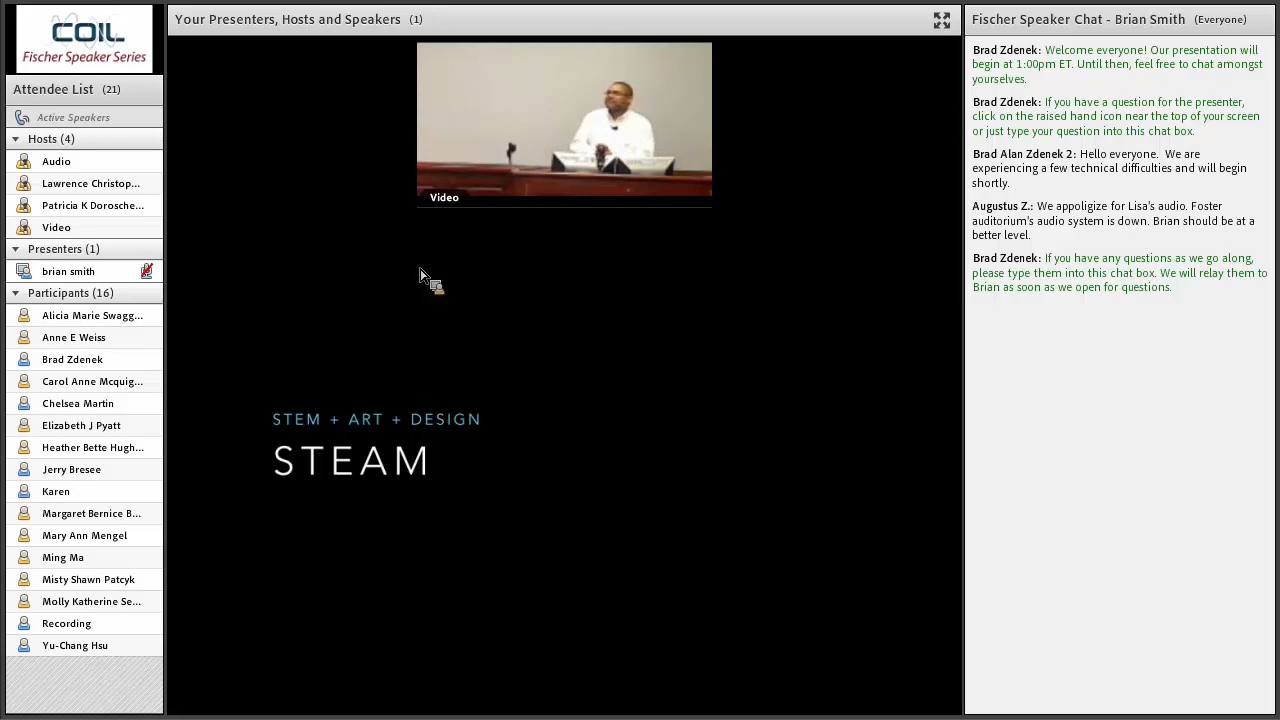 COIL
Fischer Speaker Series
Attendee List (21)
Active Speakers
Hosts (4)
Audio
Lawrence Christop...
Patricia K Dorosche...
Video
Presenters (1)
brian smith
Participants (16)
Alicia Marie Swagg...
Anne E Weiss
Brad Zdenek
Carol Anne Mcquig...
Chelsea Martin
Elizabeth J Pyatt
Heather Bette Hugh...
Jerry Bresee
Karen
Margaret Bernice B...
Mary Ann Mengel
Ming Ma
Misty Shawn Patcyk
Molly Katherine Se...
Recording
Yu-Chang Hsu
Your Presenters, Hosts and Speakers (1)
Video
STEM + ART + DESIGN
STEAM
Fischer Speaker Chat - Brian Smith (Everyone)
Brad Zdenek: Welcome everyone! Our presentation will
begin at 1:00pm ET. Until then, feel free to chat amongst
yourselves.
Brad Zdenek: If you have a question for the presenter,
click on the raised hand icon near the top of your screen
or just type your question into this chat box.
Brad Alan Zdenek 2: Hello everyone. We are
experiencing a few technical difficulties and will begin
shortly.
Augustus Z.: We appoligize for Lisa's audio. Foster
auditorium's audio system is down. Brian should be at a
better level.
Brad Zdenek: If you have any questions as we go along,
please type them into this chat box. We will relay them to
Brian as soon as we open for questions.